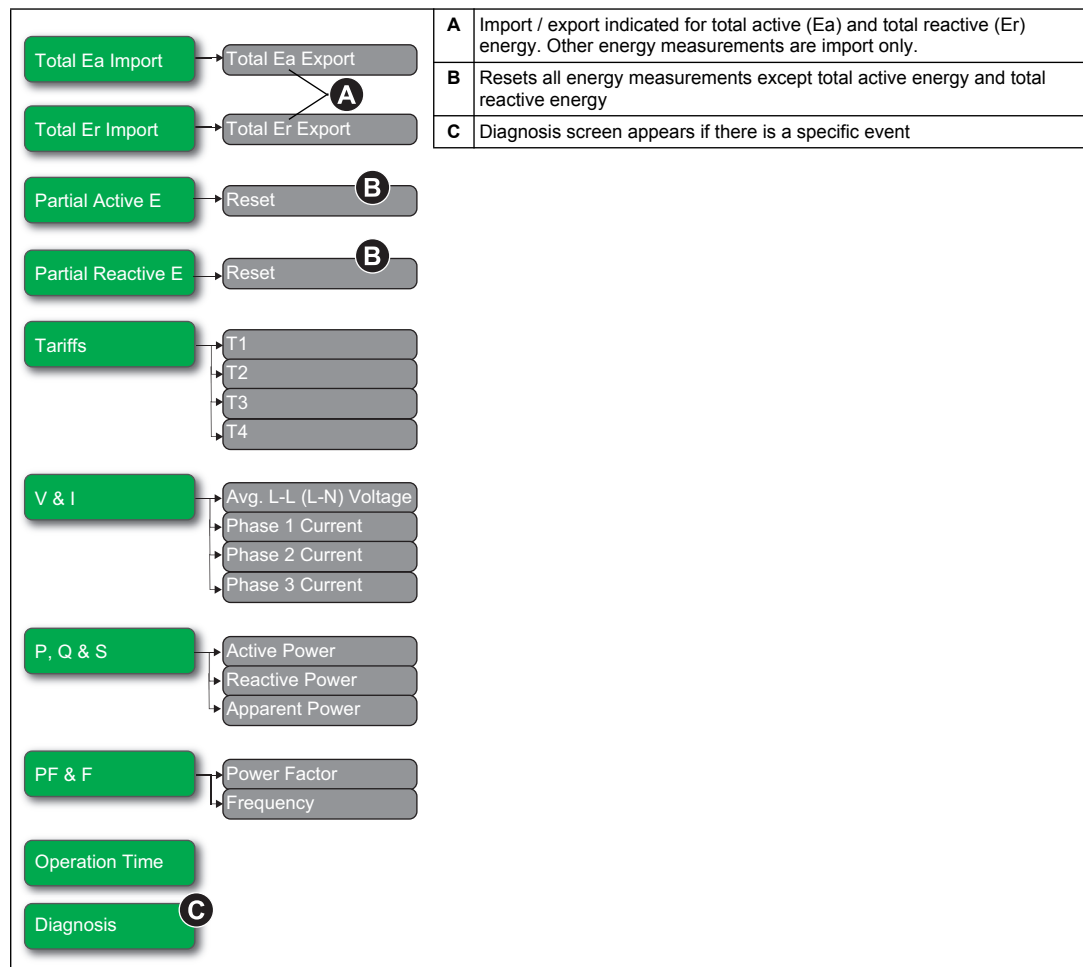 Total Ea Import
Total Ea Export
A
Total Er Import
Total Er Export
Partial Active E
Reset
B
Partial Reactive E
Reset
B
Tariffs
T1
T2
T3
T4
V & I
Avg. L-L (L-N) Voltage
Phase 1 Current
Phase 2 Current
Phase 3 Current
P, Q & S
Active Power
Reactive Power
Apparent Power
PF & F
Power Factor
Frequency
Operation Time
Diagnosis
C
A Import / export indicated for total active (Ea) and total reactive (Er)
energy. Other energy measurements are import only.
B Resets all energy measurements except total active energy and total
reactive energy
C Diagnosis screen appears if there is a specific event